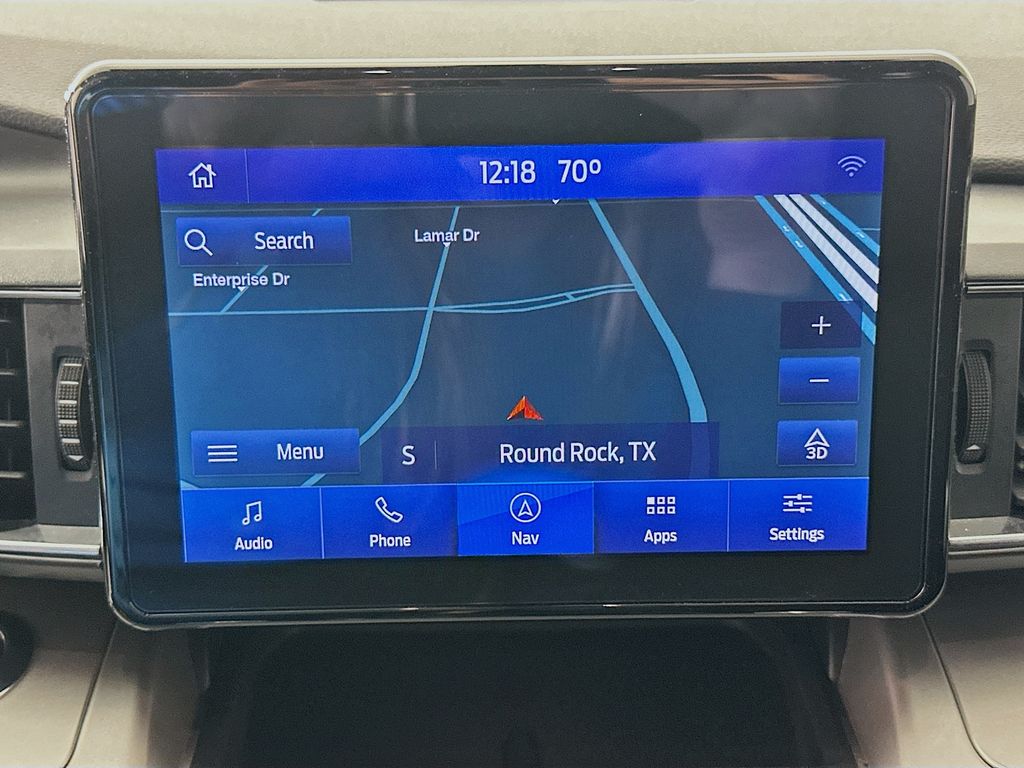 12:18 70°
Search
Lamar Dr
Enterprise Dr
+
−
Menu
S
Round Rock, TX
3D
Audio
Phone
Nav
Apps
Settings